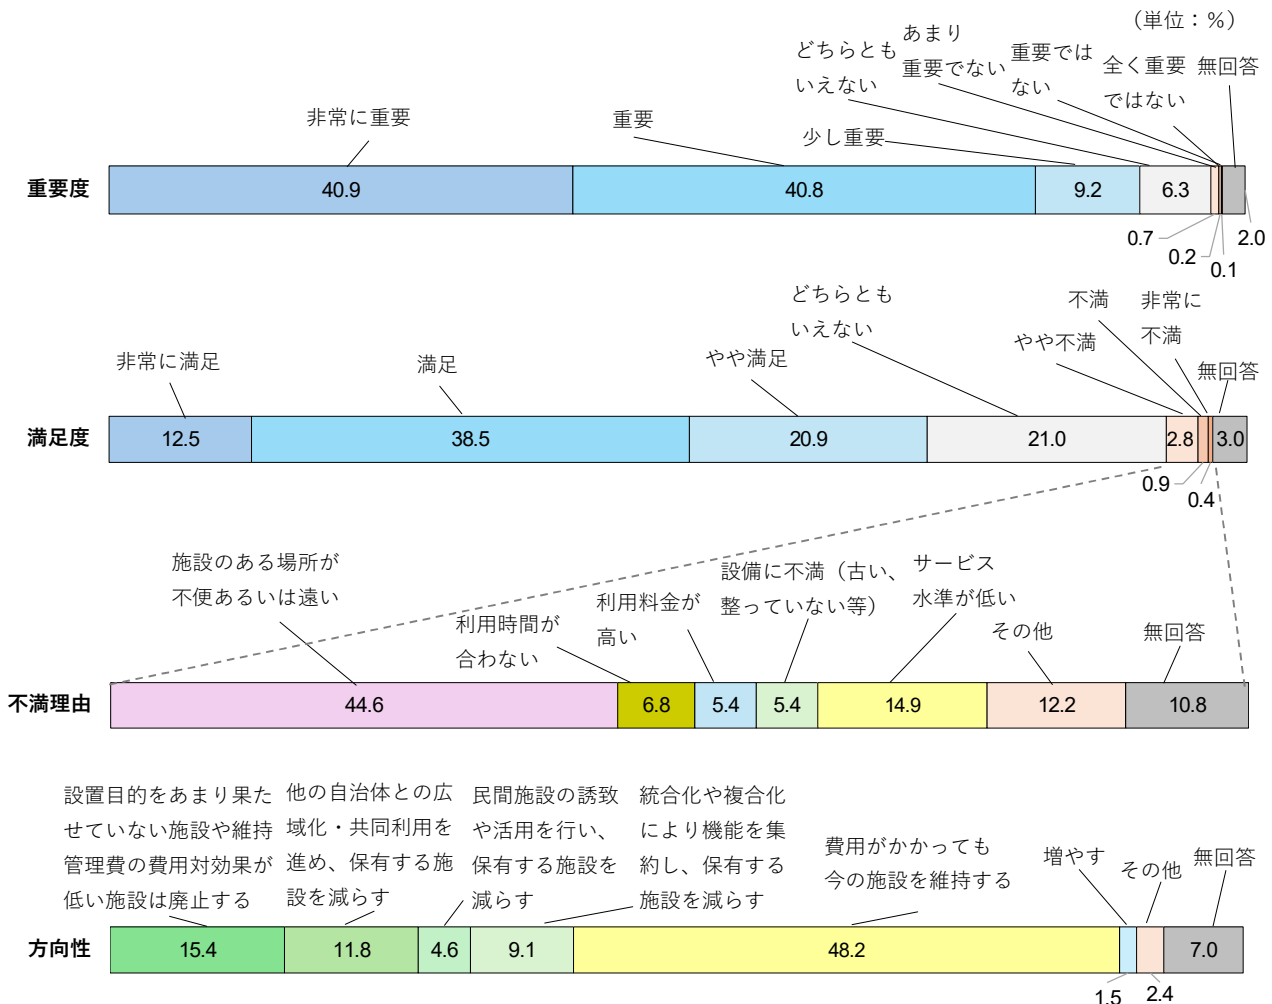 （単位：%）
非常に重要
重要
少し重要
どちらとも
いえない
あまり
重要でない
重要では
ない
全く重要
ではない
無回答
重要度
40.9
40.8
9.2
6.3
0.7
0.2
0.1
2.0
非常に満足
満足
やや満足
どちらとも
いえない
やや不満
不満
非常に
不満
無回答
満足度
12.5
38.5
20.9
21.0
2.8
0.9
0.4
3.0
施設のある場所が
不便あるいは遠い
利用時間が
合わない
利用料金が
高い
設備に不満（古い、
整っていない等）
サービス
水準が低い
その他
無回答
不満理由
44.6
6.8
5.4
5.4
14.9
12.2
10.8
設置目的をあまり果た
せていない施設や維持
管理費の費用対効果が
低い施設は廃止する
他の自治体との広
域化・共同利用を
進め、保有する施
設を減らす
民間施設の誘致
や活用を行い、
保有する施設を
減らす
統合化や複合化
により機能を集
約し、保有する
施設を減らす
費用がかかっても
今の施設を維持する
増やす
その他
無回答
方向性
15.4
11.8
4.6
9.1
48.2
1.5
2.4
7.0